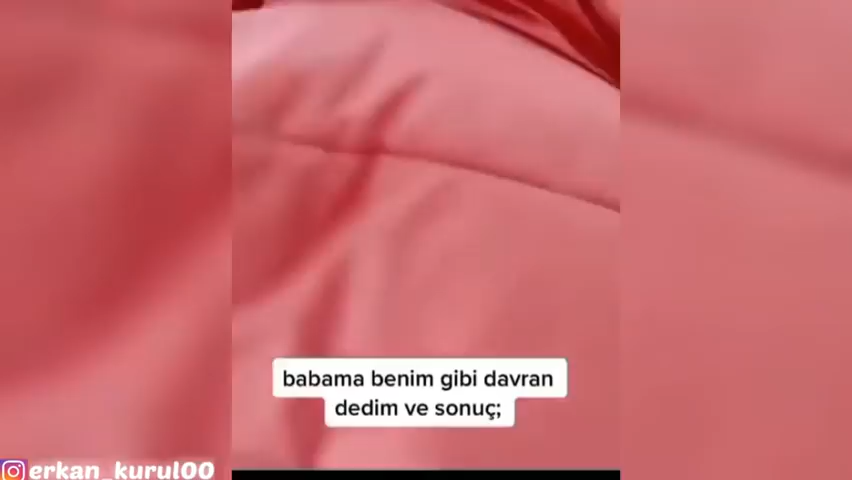 babama benim gibi davran
dedim ve sonuç;
erkan_kurul00